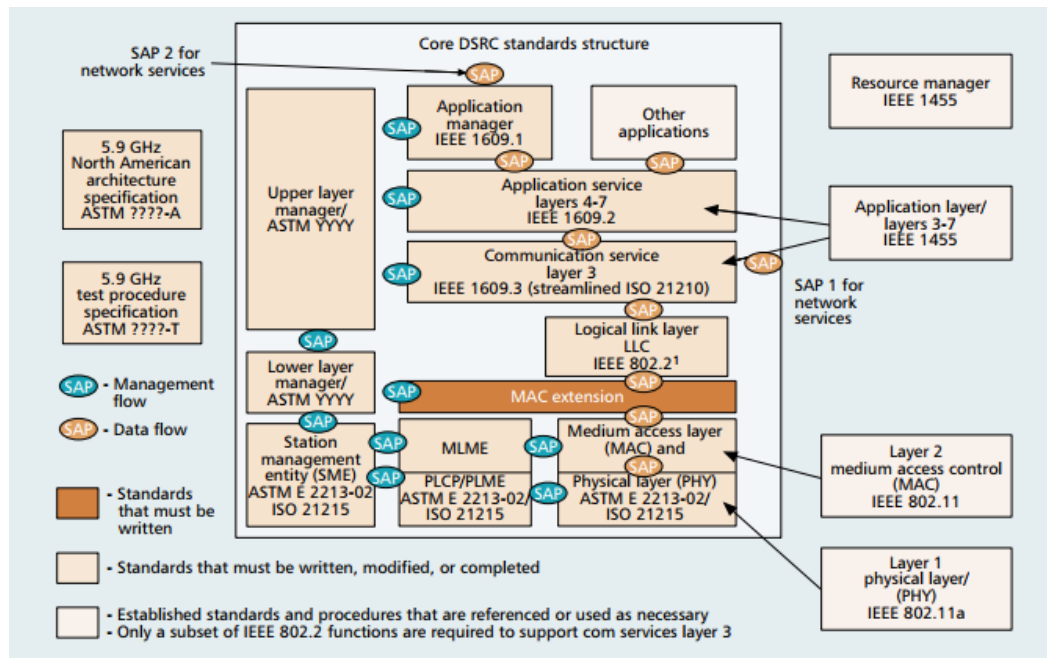 Core DSRC standards structure
SAP 2 for
network services
SAP
Application
manager
IEEE 1609.1
SAP
SAP
Other
applications
SAP
Resource manager
IEEE 1455
5.9 GHz
North American
architecture
specification
ASTM ????-A
Upper layer
manager/
ASTM YYYY
SAP
Application service
layers 4-7
IEEE 1609.2
SAP
Application layer/
layers 3-7
IEEE 1455
SAP
SAP 1 for
network
services
SAP
Communication service
layer 3
IEEE 1609.3 (streamlined ISO 21210)
SAP
5.9 GHz
test procedure
specification
ASTM ????-T
SAP
Logical link layer
LLC
IEEE 802.2¹
SAP
Lower layer
manager/
ASTM YYYY
SAP
MAC extension
SAP
SAP
Station
management
entity (SME)
ASTM E 2213-02
ISO 21215
SAP
SAP
MLME
SAP
Medium access layer
(MAC) and
SAP
PLCP/PLME
ASTM E 2213-02/
ISO 21215
SAP
Physical layer (PHY)
ASTM E 2213-02/
ISO 21215
Layer 2
medium access control
(MAC)
IEEE 802.11
Layer 1
physical layer/
(PHY)
IEEE 802.11a
SAP - Management
flow
SAP - Data flow
- Standards
that must be
written
- Standards that must be written, modified, or completed
- Established standards and procedures that are referenced or used as necessary
- Only a subset of IEEE 802.2 functions are required to support com services layer 3